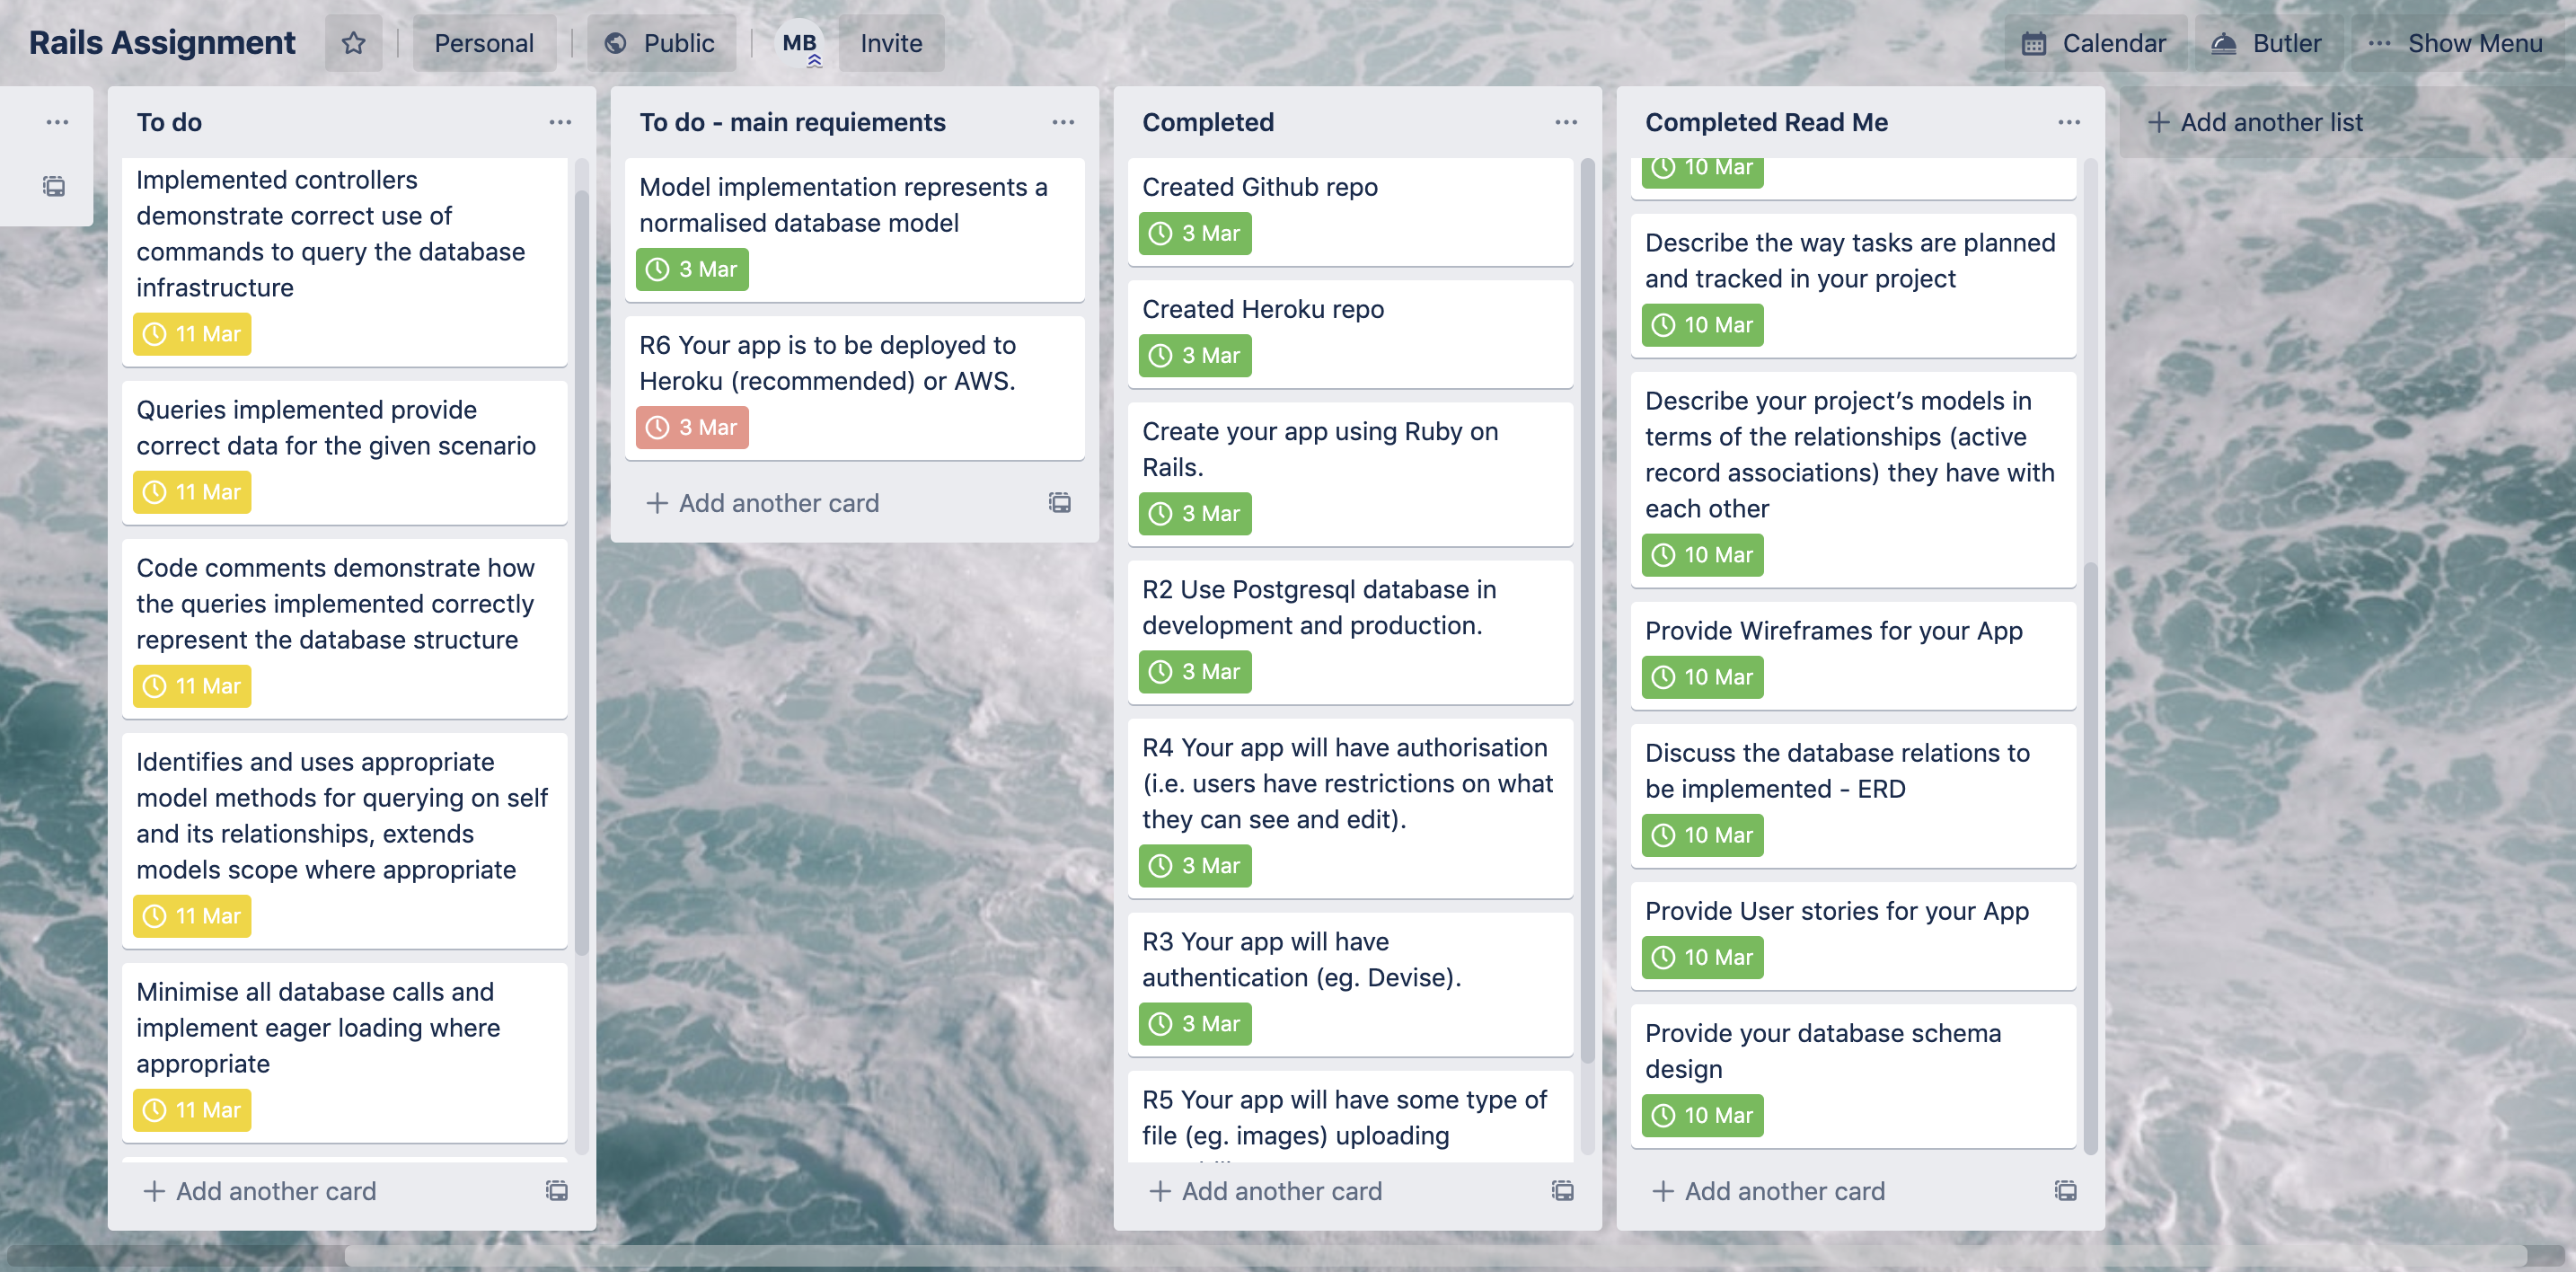 Rails Assignment
Personal
Public
MB
Invite
Calendar
Butler
... Show Menu
To do
Implemented controllers
demonstrate correct use of
commands to query the database
infrastructure
11 Mar
Queries implemented provide
correct data for the given scenario
11 Mar
Code comments demonstrate how
the queries implemented correctly
represent the database structure
11 Mar
Identifies and uses appropriate
model methods for querying on self
and its relationships, extends
models scope where appropriate
11 Mar
Minimise all database calls and
implement eager loading where
appropriate
11 Mar
+ Add another card
To do - main requiements
Model implementation represents a
normalised database model
3 Mar
R6 Your app is to be deployed to
Heroku (recommended) or AWS.
3 Mar
+ Add another card
Completed
Created Github repo
3 Mar
Created Heroku repo
3 Mar
Create your app using Ruby on
Rails.
3 Mar
R2 Use Postgresql database in
development and production.
3 Mar
R4 Your app will have authorisation
(i.e. users have restrictions on what
they can see and edit).
3 Mar
R3 Your app will have
authentication (eg. Devise).
3 Mar
R5 Your app will have some type of
file (eg. images) uploading
+ Add another card
Completed Read Me
10 Mar
Describe the way tasks are planned
and tracked in your project
10 Mar
Describe your project’s models in
terms of the relationships (active
record associations) they have with
each other
10 Mar
Provide Wireframes for your App
10 Mar
Discuss the database relations to
be implemented - ERD
10 Mar
Provide User stories for your App
10 Mar
Provide your database schema
design
10 Mar
+ Add another card
+ Add another list